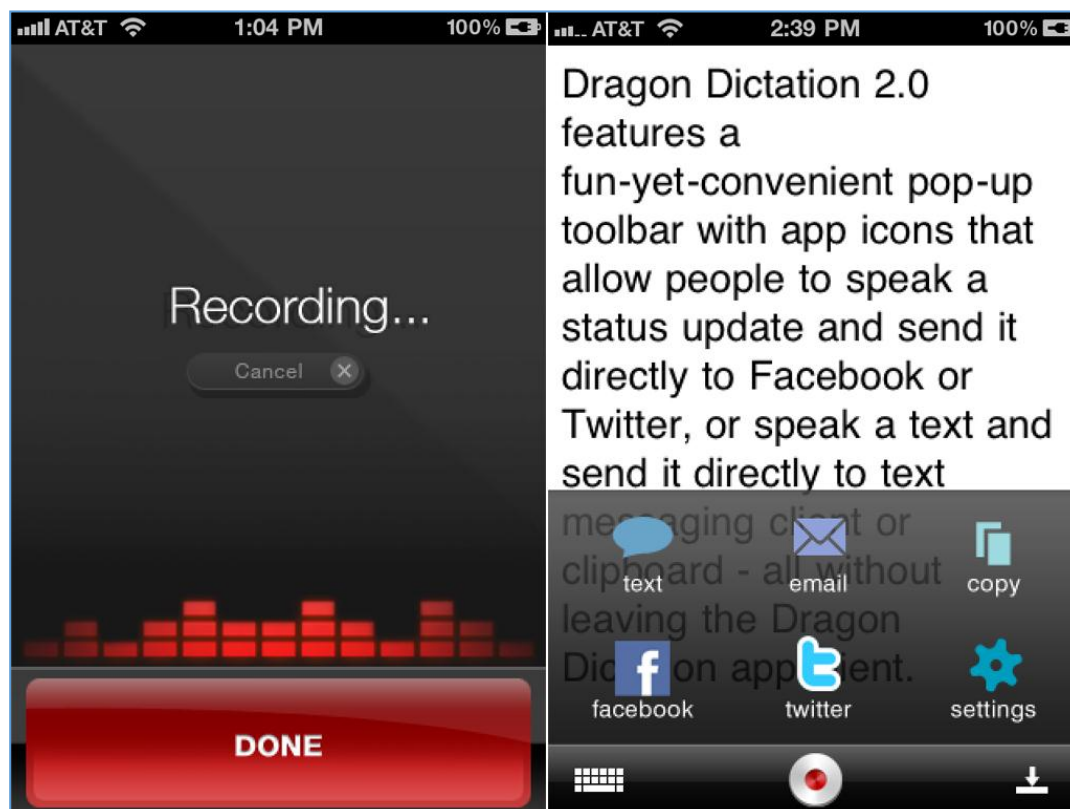 AT&T 1:04 PM 100%
Recording...
Cancel
DONE
AT&T 2:39 PM 100%
Dragon Dictation 2.0
features a
fun-yet-convenient pop-up
toolbar with app icons that
allow people to speak a
status update and send it
directly to Facebook or
Twitter, or speak a text and
send it directly to text
messaging client or
clipboard - all without
leaving the Dragon
Dictation app client.
text email copy
facebook twitter settings